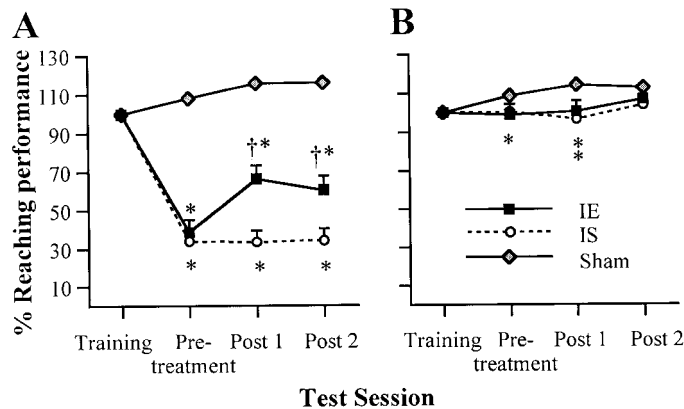 A
B
% Reaching performance
130
110
90
70
50
30
10
†*
†*
*
*
*
*
*
*
*
IE
IS
Sham
Training
Pre-
treatment
Post 1
Post 2
Training
Pre-
treatment
Post 1
Post 2
Test Session